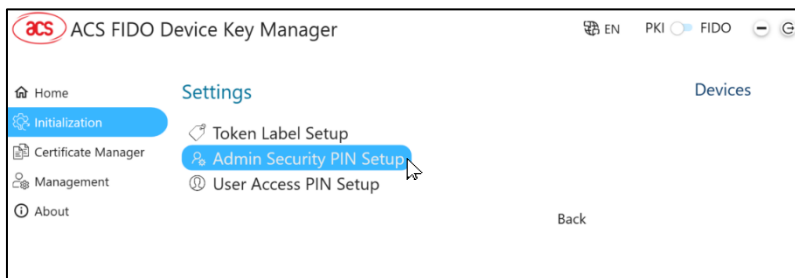 acs ACS FIDO Device Key Manager EN PKI FIDO
Home
Initialization
Certificate Manager
Management
About
Settings
Token Label Setup
Admin Security PIN Setup
User Access PIN Setup
Back
Devices